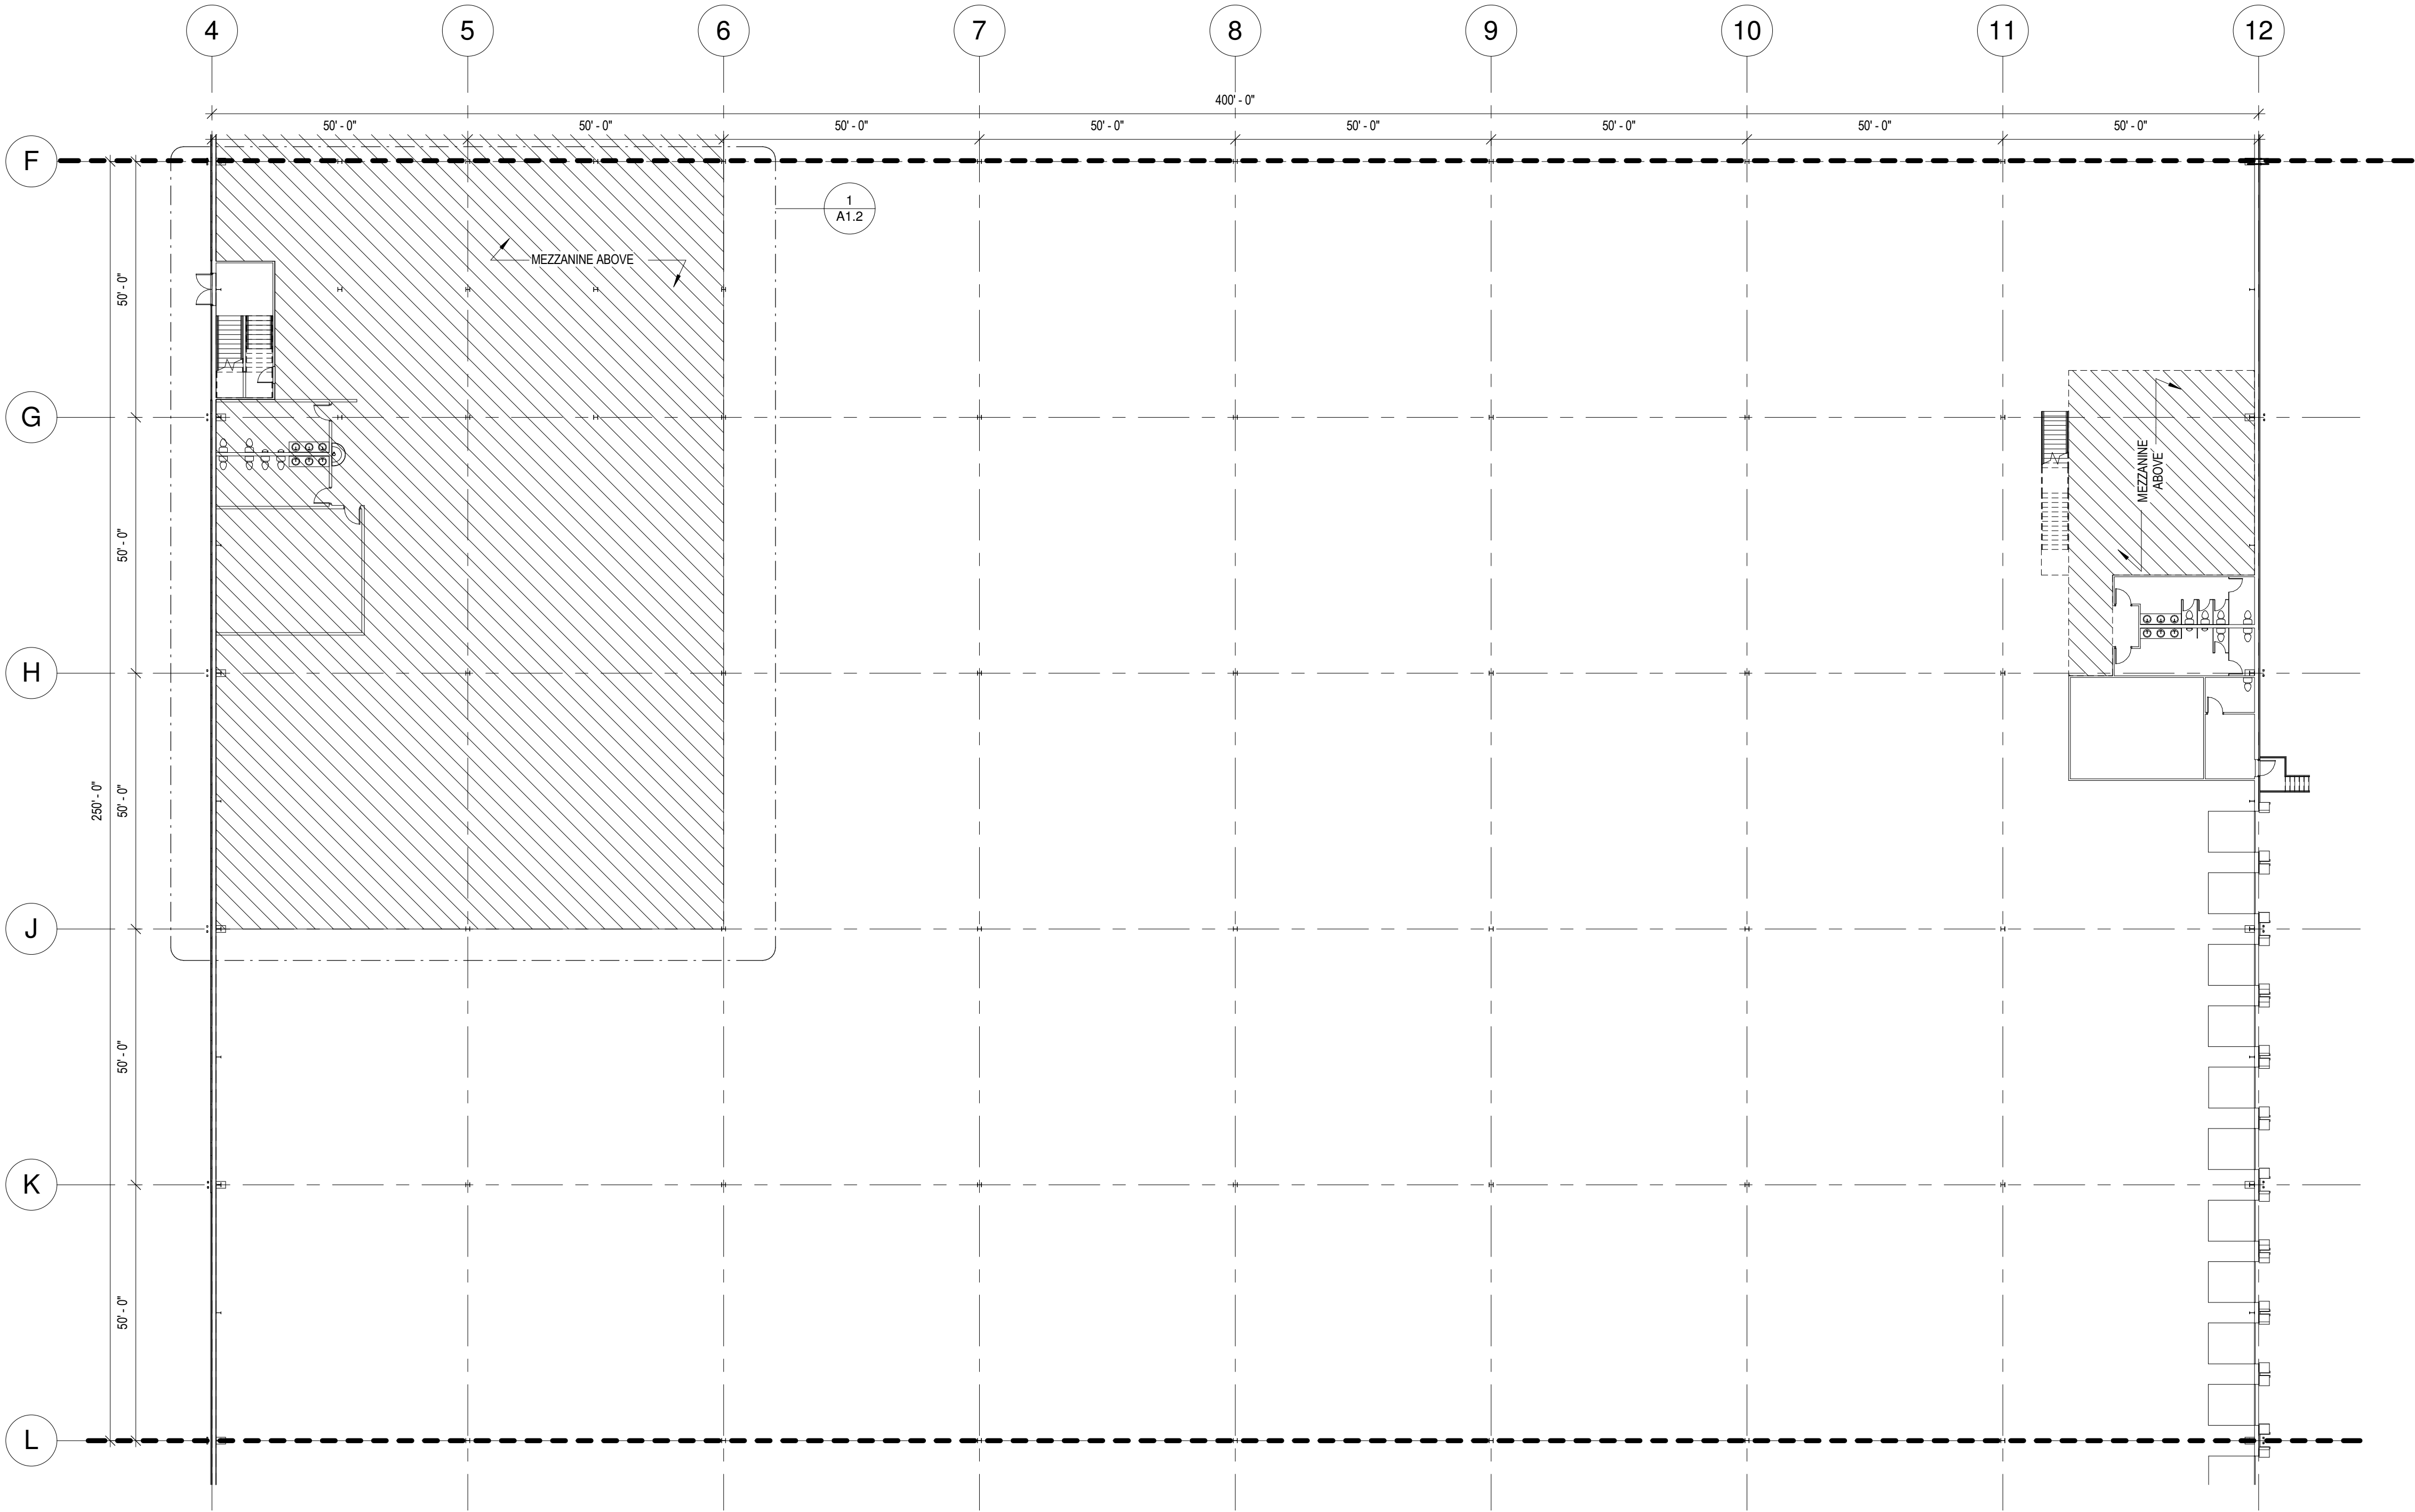 4 5 6 7 8 9 10 11 12
400' - 0"
50' - 0" 50' - 0" 50' - 0" 50' - 0" 50' - 0" 50' - 0" 50' - 0" 50' - 0"
F
1
A1.2
MEZZANINE ABOVE
50' - 0"
G
MEZZANINE
ABOVE
50' - 0"
H
250' - 0"
50' - 0"
J
50' - 0"
K
50' - 0"
L